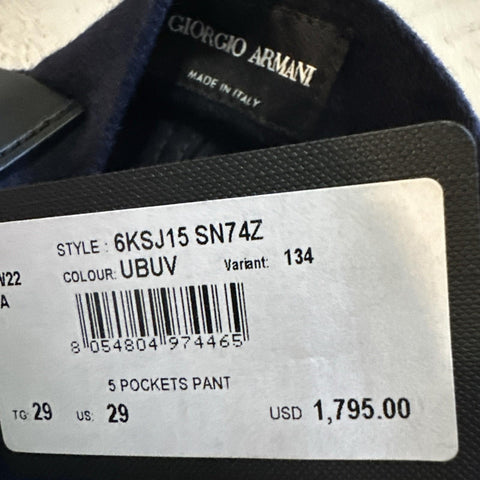 GIORGIO ARMANI
MADE IN ITALY
STYLE : 6KSJ15 SN74Z
COLOUR: UBUV Variant: 134
W22
A
8 054804 974465
5 POCKETS PANT
TG 29 US: 29 USD 1,795.00